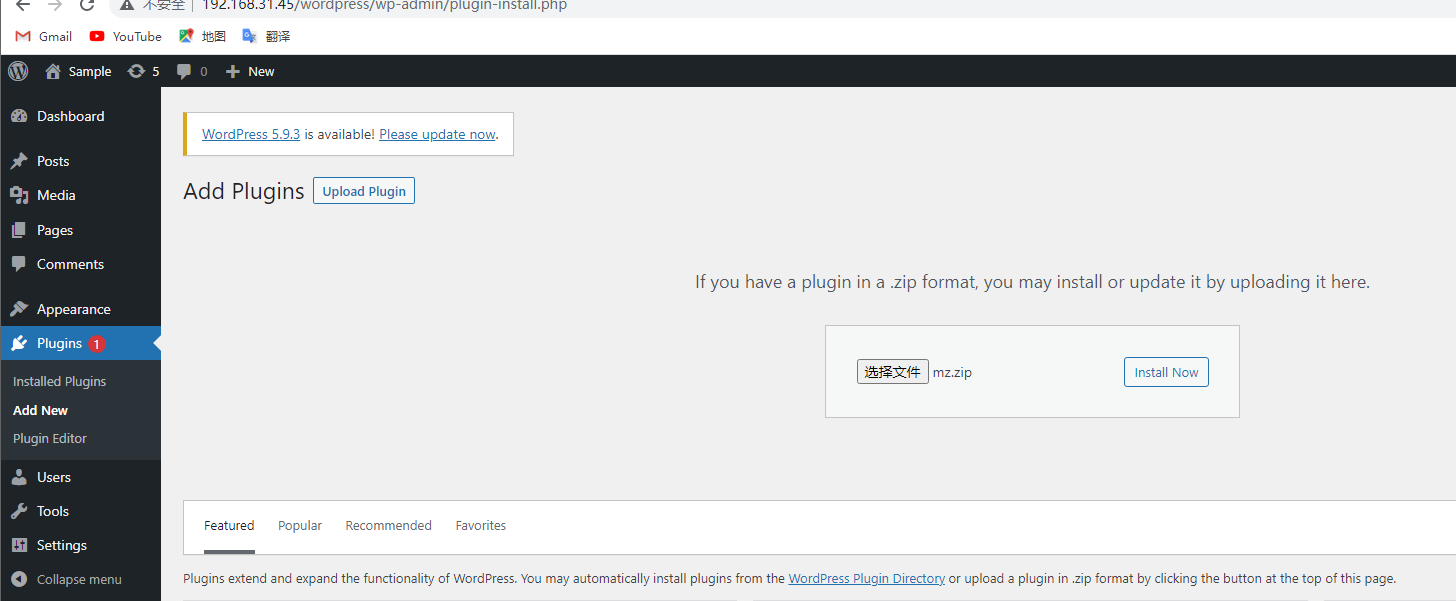 不安全 192.168.31.45/wordpress/wp-admin/plugin-install.php
Gmail YouTube 地图 翻译
Sample 5 0 New
Dashboard
WordPress 5.9.3 is available! Please update now.
Posts
Add Plugins Upload Plugin
Media
Pages
Comments
If you have a plugin in a .zip format, you may install or update it by uploading it here.
Appearance
Plugins 1
选择文件 mz.zip Install Now
Installed Plugins
Add New
Plugin Editor
Users
Tools
Featured Popular Recommended Favorites
Settings
Collapse menu
Plugins extend and expand the functionality of WordPress. You may automatically install plugins from the WordPress Plugin Directory or upload a plugin in .zip format by clicking the button at the top of this page.